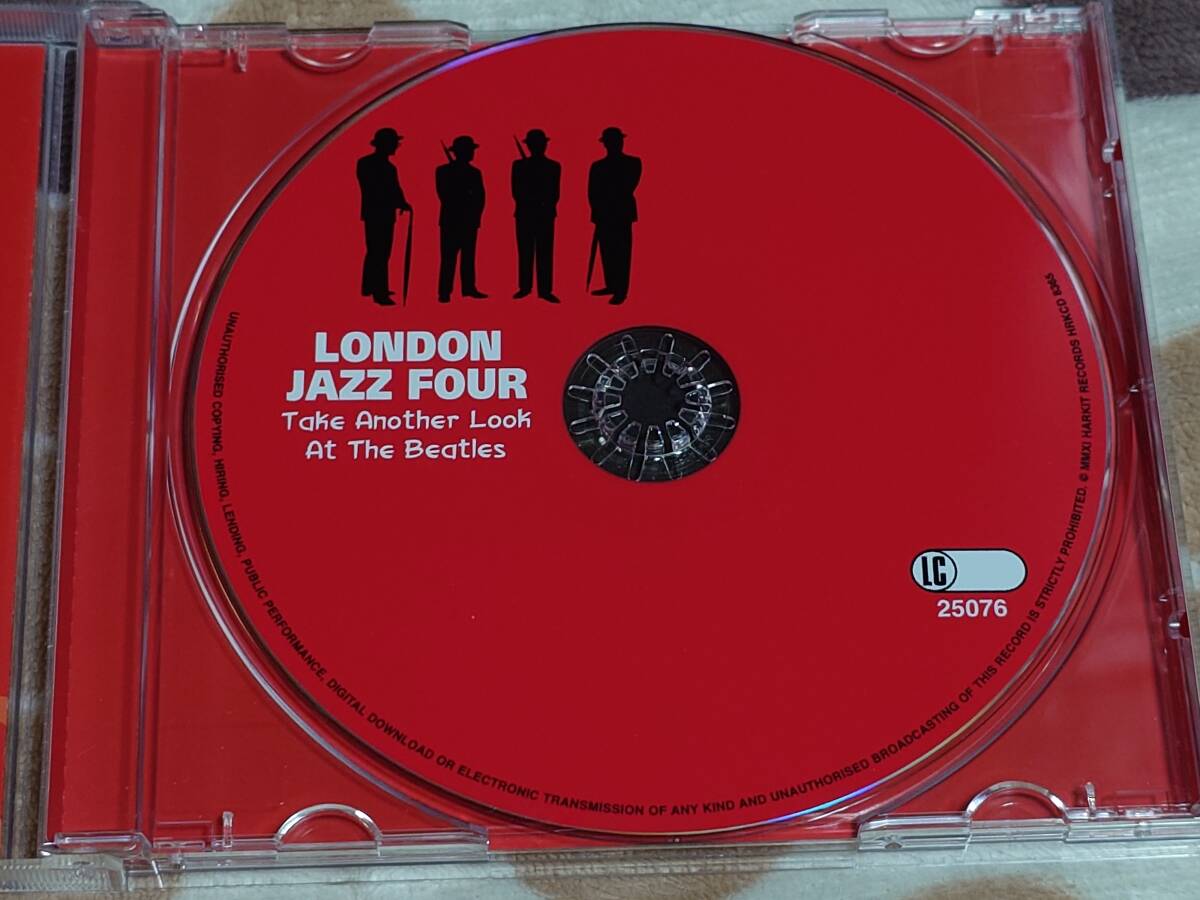 LONDON
JAZZ FOUR
Take Another Look
At The Beatles
LC
25076
UNAUTHORISED COPYING, HIRING, LENDING, PUBLIC PERFORMANCE, DIGITAL DOWNLOAD OR ELECTRONIC TRANSMISSION OF ANY KIND AND UNAUTHORISED BROADCASTING OF THIS RECORD IS STRICTLY PROHIBITED. © MMXI HARKIT RECORDS HRKCD 8365